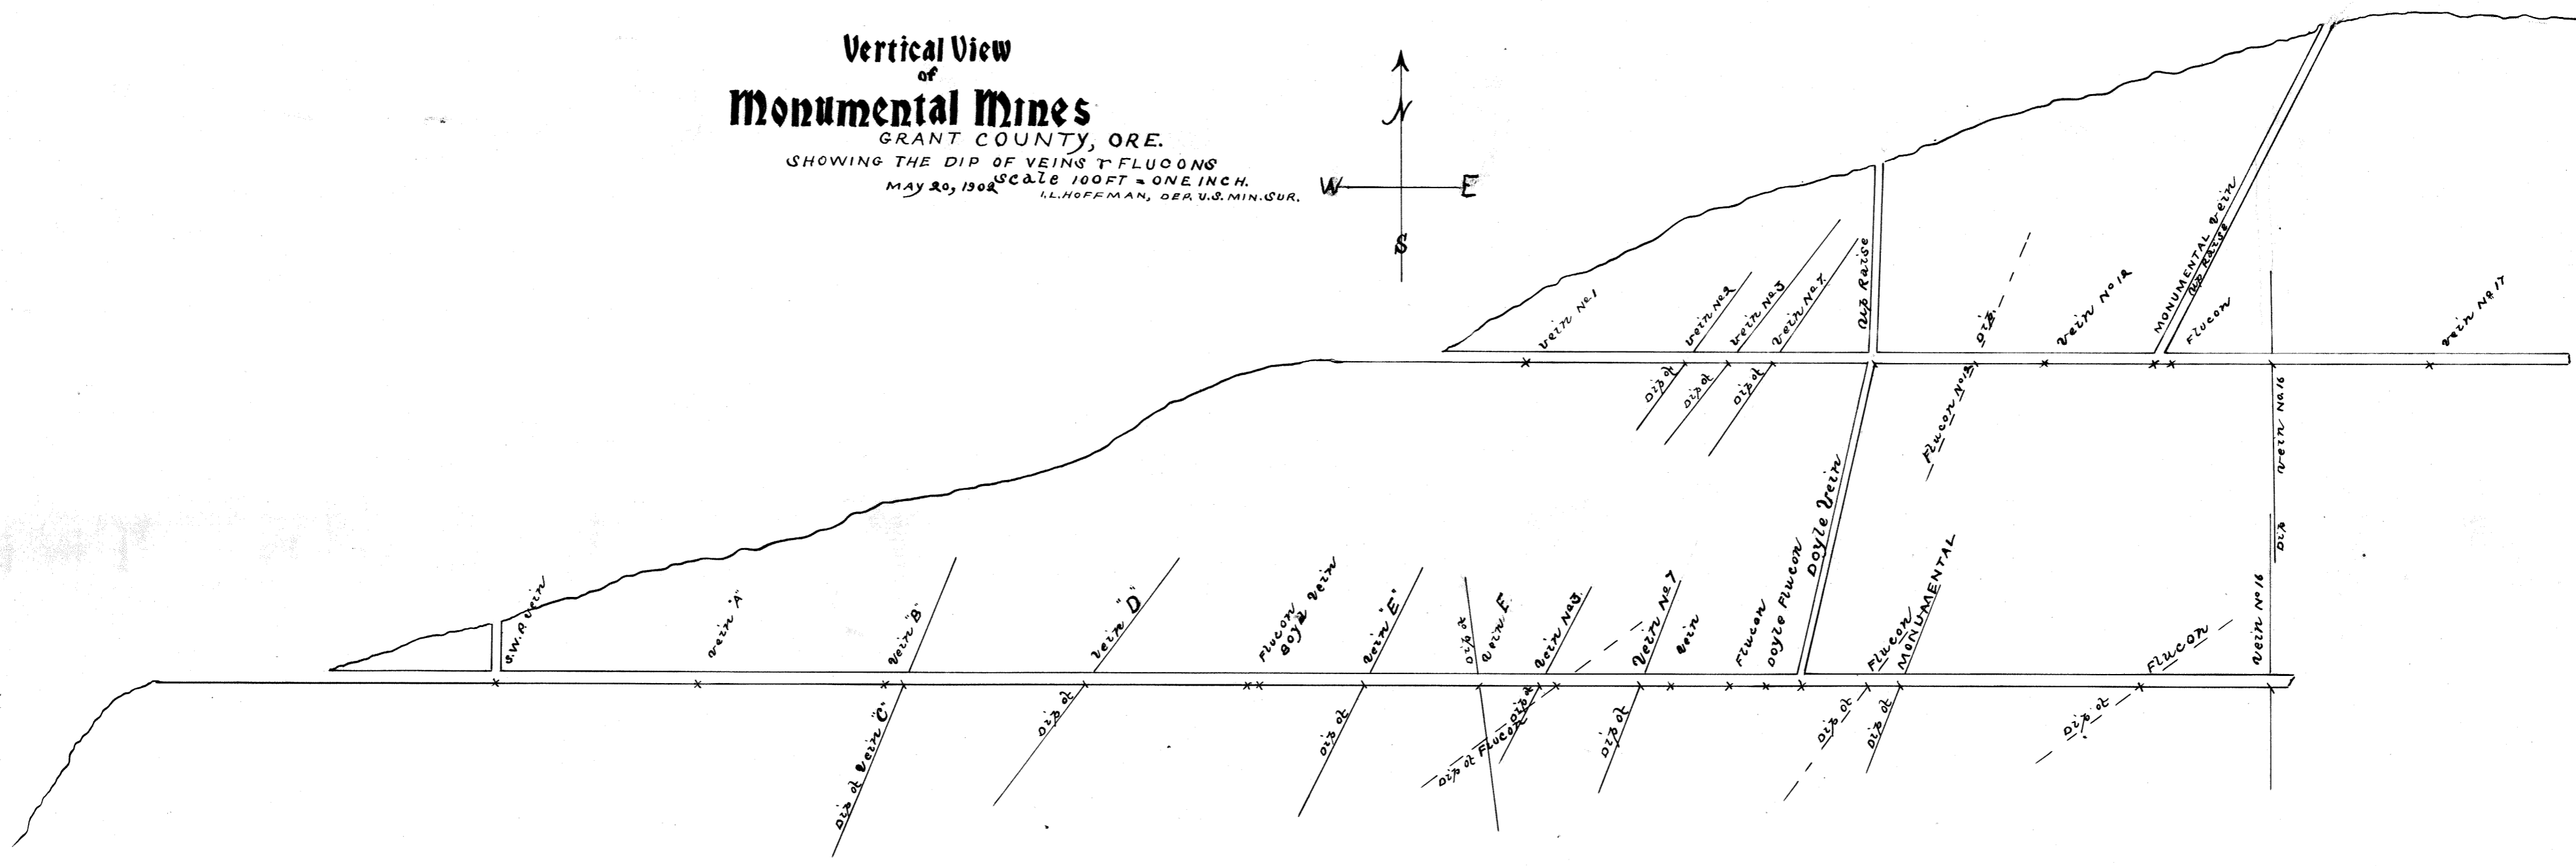 Vertical View
of
Monumental Mines
GRANT COUNTY, ORE.
SHOWING THE DIP OF VEINS & FLUCONS
Scale 100FT = ONE INCH.
MAY 20, 1902
I.L. HOFFMAN, DEP. U.S. MIN. SUR.
N
W E
S
Vein No. 1
Vein No 2
Vein No 3
Vein No 7.
Up Raise
Dip.
Vein No 12
MONUMENTAL Vein
Up Raise
Flucon
Vein No. 17
Dip of
Dip of
Dip of
Flucon No 12
Vein No. 16
Dip
Doyle Vein
S.W.P. Vein
Vein "A"
Vein "B"
Vein "D"
Flucon
Boyd Vein
Vein "E"
Dip of
Vein E.
Vein No 3.
Vein No 7
Vein
Flucon
Doyle Flucon
Flucon
MONUMENTAL
Flucon
Vein No 16
Dip of Vein "C"
Dip of
Dip of
Dip of Flucon
Dip of
Dip of
Dip of
Dip of
Dip of